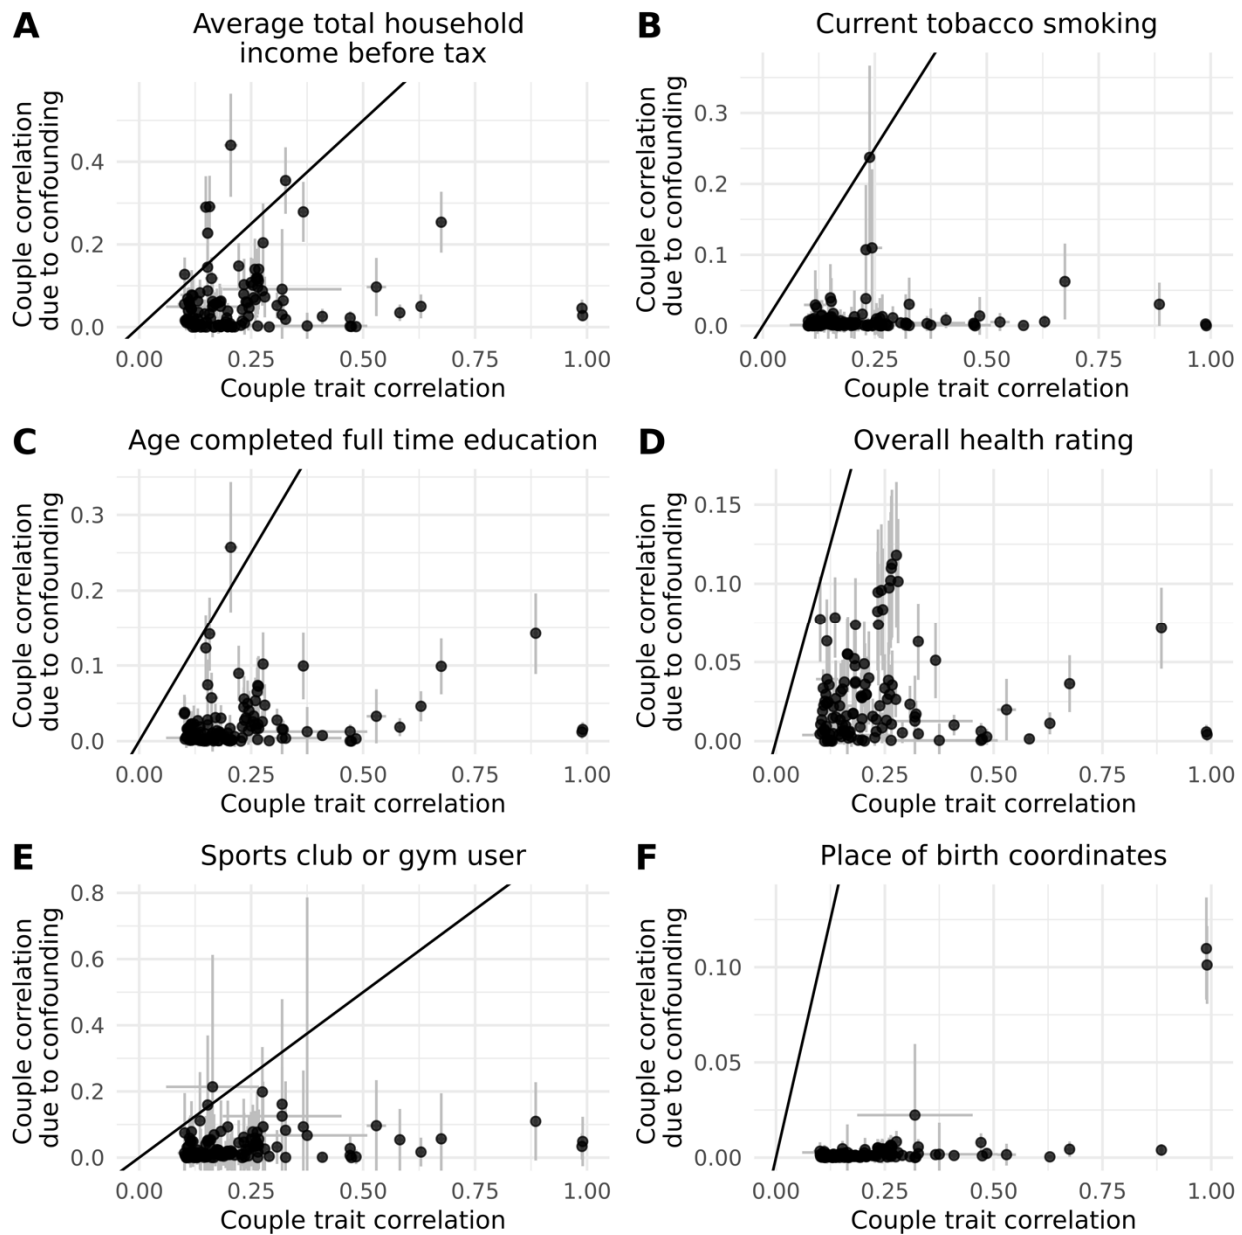 A
Average total household
income before tax
Couple correlation
due to confounding
0.4
0.2
0.0
0.00 0.25 0.50 0.75 1.00
Couple trait correlation
B
Current tobacco smoking
Couple correlation
due to confounding
0.3
0.2
0.1
0.0
0.00 0.25 0.50 0.75 1.00
Couple trait correlation
C
Age completed full time education
Couple correlation
due to confounding
0.3
0.2
0.1
0.0
0.00 0.25 0.50 0.75 1.00
Couple trait correlation
D
Overall health rating
Couple correlation
due to confounding
0.15
0.10
0.05
0.00
0.00 0.25 0.50 0.75 1.00
Couple trait correlation
E
Sports club or gym user
Couple correlation
due to confounding
0.8
0.6
0.4
0.2
0.0
0.00 0.25 0.50 0.75 1.00
Couple trait correlation
F
Place of birth coordinates
Couple correlation
due to confounding
0.10
0.05
0.00
0.00 0.25 0.50 0.75 1.00
Couple trait correlation